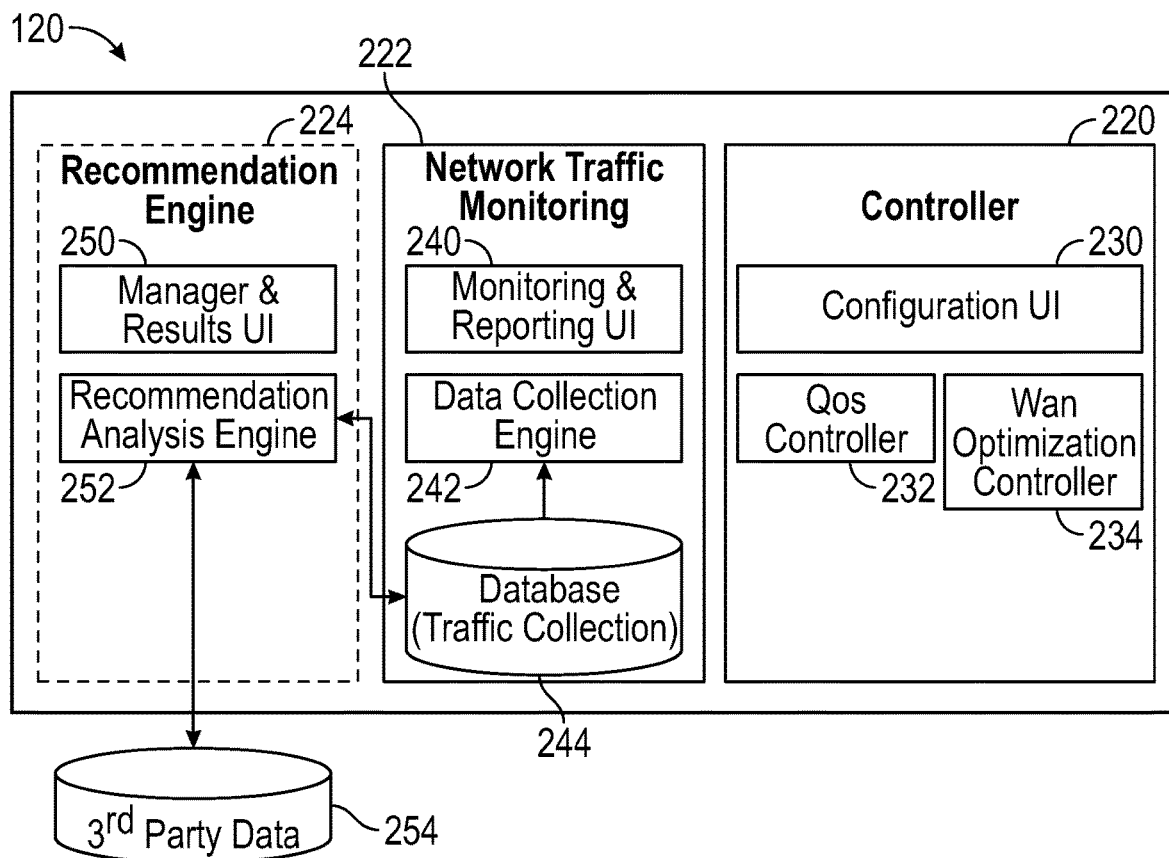 120
222
224
220
Recommendation
Engine
Network Traffic
Monitoring
Controller
250
Manager &
Results UI
240
Monitoring &
Reporting UI
230
Configuration UI
Recommendation
Analysis Engine
252
Data Collection
Engine
242
Qos
Controller
232
Wan
Optimization
Controller
234
Database
(Traffic Collection)
244
3rd Party Data
254